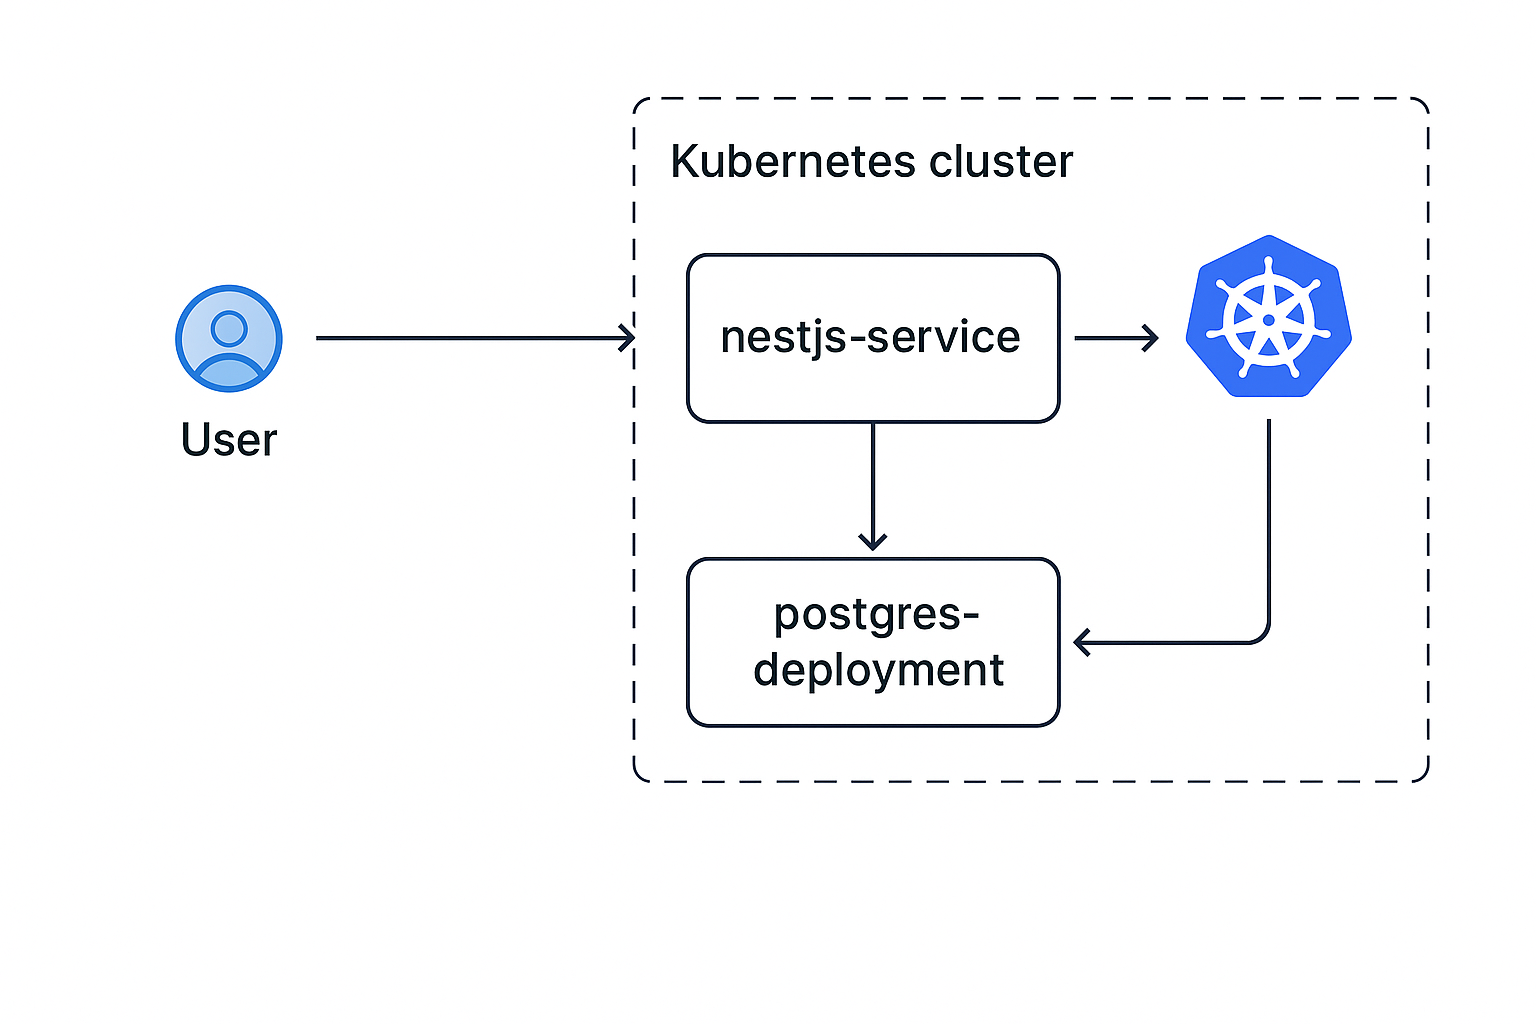 Kubernetes cluster
nestjs-service
User
postgres-
deployment